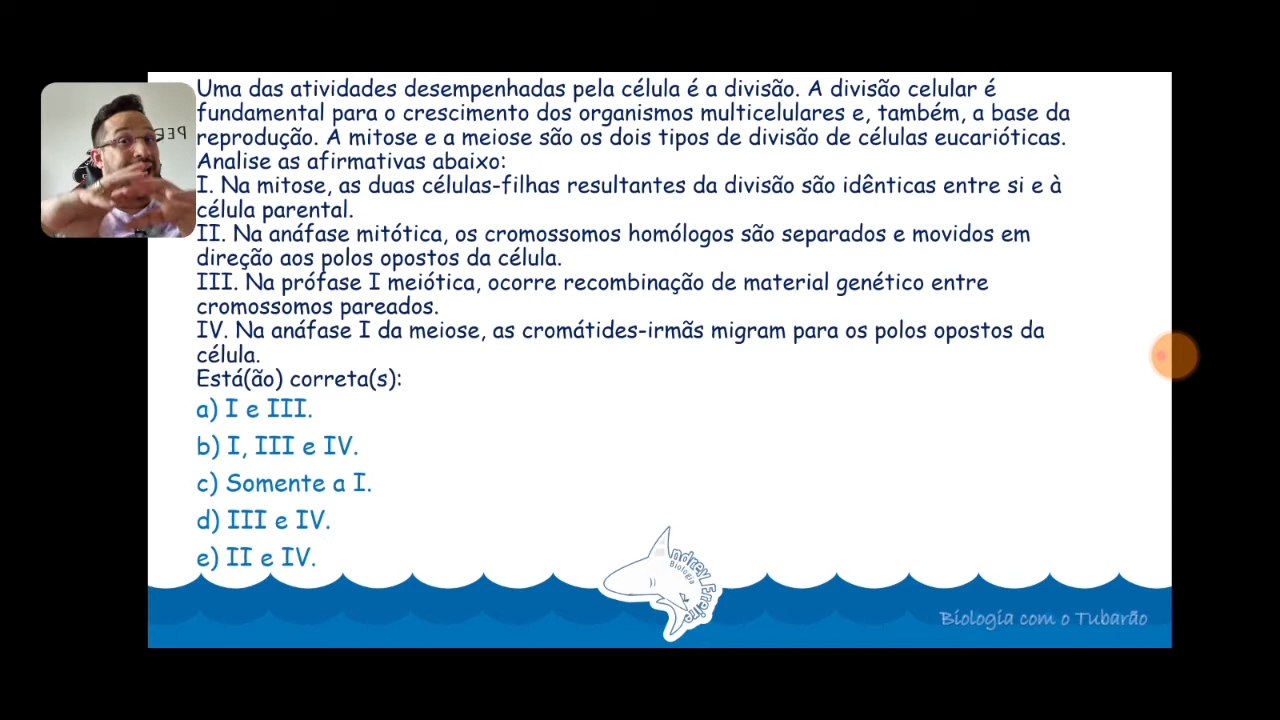 Uma das atividades desempenhadas pela célula é a divisão. A divisão celular é
fundamental para o crescimento dos organismos multicelulares e, também, a base da
reprodução. A mitose e a meiose são os dois tipos de divisão de células eucarióticas.
Analise as afirmativas abaixo:
I. Na mitose, as duas células-filhas resultantes da divisão são idênticas entre si e à
célula parental.
II. Na anáfase mitótica, os cromossomos homólogos são separados e movidos em
direção aos polos opostos da célula.
III. Na prófase I meiótica, ocorre recombinação de material genético entre
cromossomos pareados.
IV. Na anáfase I da meiose, as cromátides-irmãs migram para os polos opostos da
célula.
Está(ão) correta(s):
a) I e III.
b) I, III e IV.
c) Somente a I.
d) III e IV.
e) II e IV.
Biologia
Biologia com o Tubarão